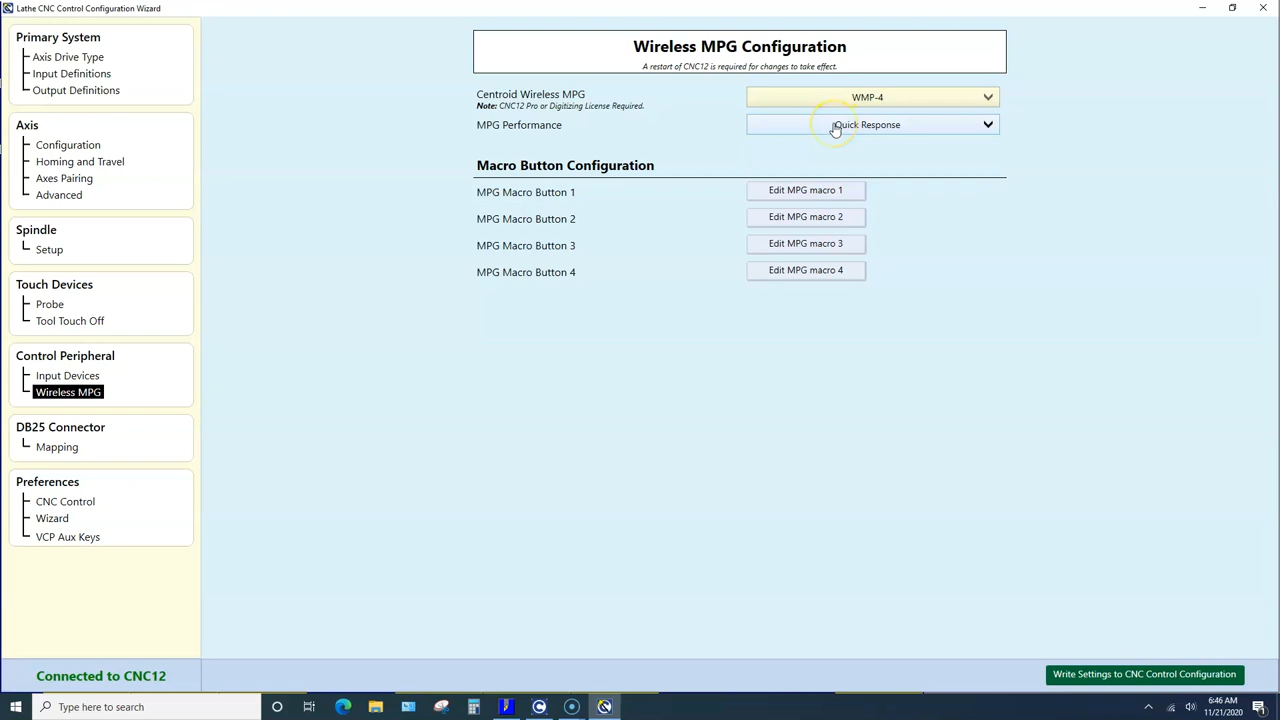 Lathe CNC Control Configuration Wizard
Primary System
Axis Drive Type
Input Definitions
Output Definitions
Axis
Configuration
Homing and Travel
Axes Pairing
Advanced
Spindle
Setup
Touch Devices
Probe
Tool Touch Off
Control Peripheral
Input Devices
Wireless MPG
DB25 Connector
Mapping
Preferences
CNC Control
Wizard
VCP Aux Keys
Connected to CNC12
Wireless MPG Configuration
A restart of CNC12 is required for changes to take effect.
Centroid Wireless MPG
WMP-4
Note: CNC12 Pro or Digitizing License Required.
MPG Performance
Quick Response
Macro Button Configuration
MPG Macro Button 1
Edit MPG macro 1
MPG Macro Button 2
Edit MPG macro 2
MPG Macro Button 3
Edit MPG macro 3
MPG Macro Button 4
Edit MPG macro 4
Write Settings to CNC Control Configuration
Type here to search
6:46 AM
11/21/2020